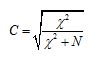 C = √(χ² / (χ² + N))